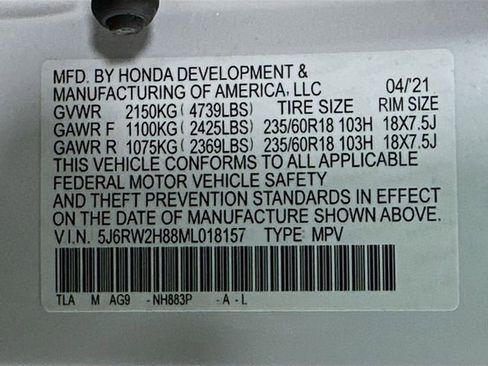 MFD. BY HONDA DEVELOPMENT &
MANUFACTURING OF AMERICA, LLC 04/'21
GVWR 2150KG(4739LBS) TIRE SIZE RIM SIZE
GAWR F 1100KG(2425LBS) 235/60R18 103H 18X7.5J
GAWR R 1075KG(2369LBS) 235/60R18 103H 18X7.5J
THIS VEHICLE CONFORMS TO ALL APPLICABLE
FEDERAL MOTOR VEHICLE SAFETY
AND THEFT PREVENTION STANDARDS IN EFFECT
ON THE DATE OF MANUFACTURE SHOWN ABOVE.
V.I.N. 5J6RW2H88ML018157 TYPE: MPV
TLA M AG9 -NH883P -A-L